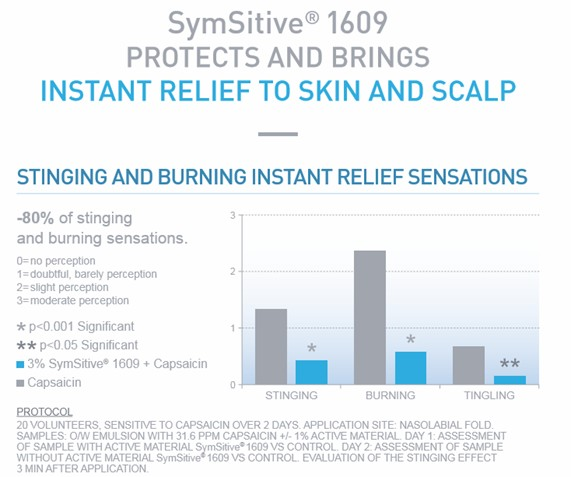 SymSitive® 1609
PROTECTS AND BRINGS
INSTANT RELIEF TO SKIN AND SCALP
STINGING AND BURNING INSTANT RELIEF SENSATIONS
-80% of stinging
and burning sensations.
0=no perception
1=doubtful, barely perception
2=slight perception
3=moderate perception
* p<0.001 Significant
** p<0.05 Significant
3% SymSitive® 1609 + Capsaicin
Capsaicin
3
2
1
0
*
*
**
STINGING
BURNING
TINGLING
PROTOCOL
20 VOLUNTEERS, SENSITIVE TO CAPSAICIN OVER 2 DAYS. APPLICATION SITE: NASOLABIAL FOLD.
SAMPLES: O/W EMULSION WITH 31.6 PPM CAPSAICIN +/- 1% ACTIVE MATERIAL. DAY 1: ASSESSMENT
OF SAMPLE WITH ACTIVE MATERIAL SymSitive® 1609 VS CONTROL. DAY 2: ASSESSMENT OF SAMPLE
WITHOUT ACTIVE MATERIAL SymSitive® 1609 VS CONTROL. EVALUATION OF THE STINGING EFFECT
3 MIN AFTER APPLICATION.